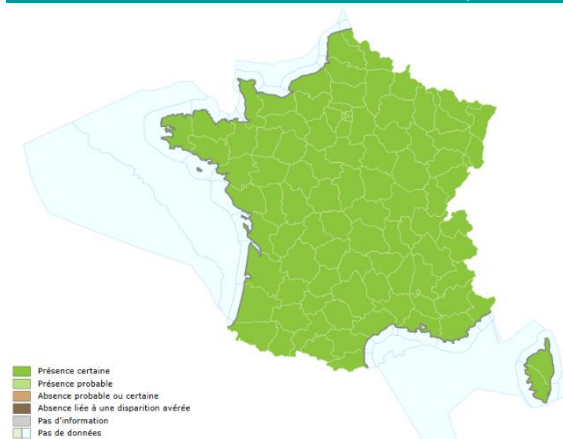 Présence certaine
Présence probable
Absence probable ou certaine
Absence liée à une disparition avérée
Pas d'information
Pas de données